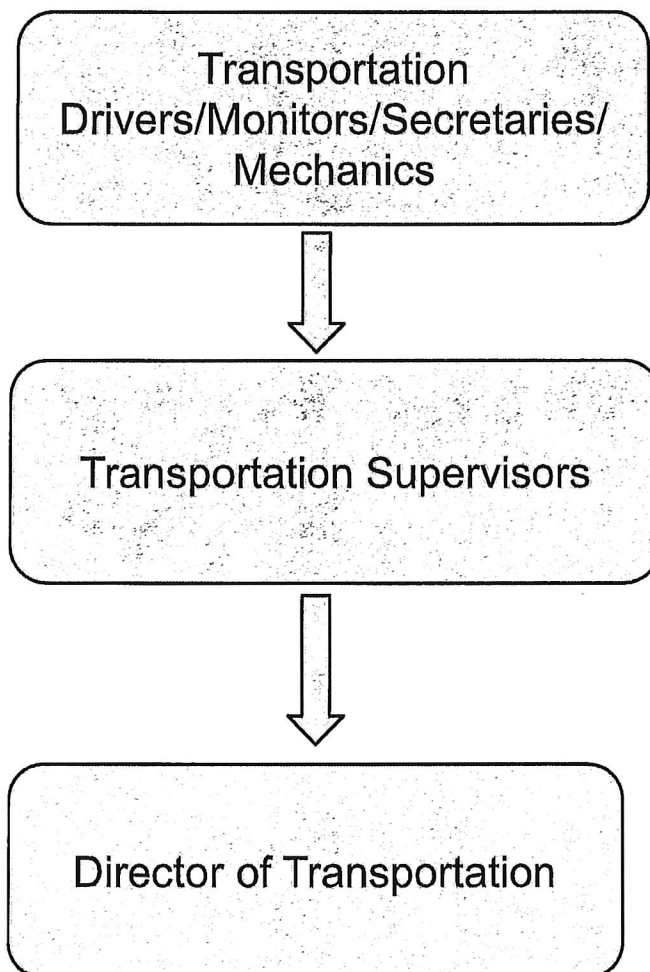 Transportation
Drivers/Monitors/Secretaries/
Mechanics
Transportation Supervisors
Director of Transportation